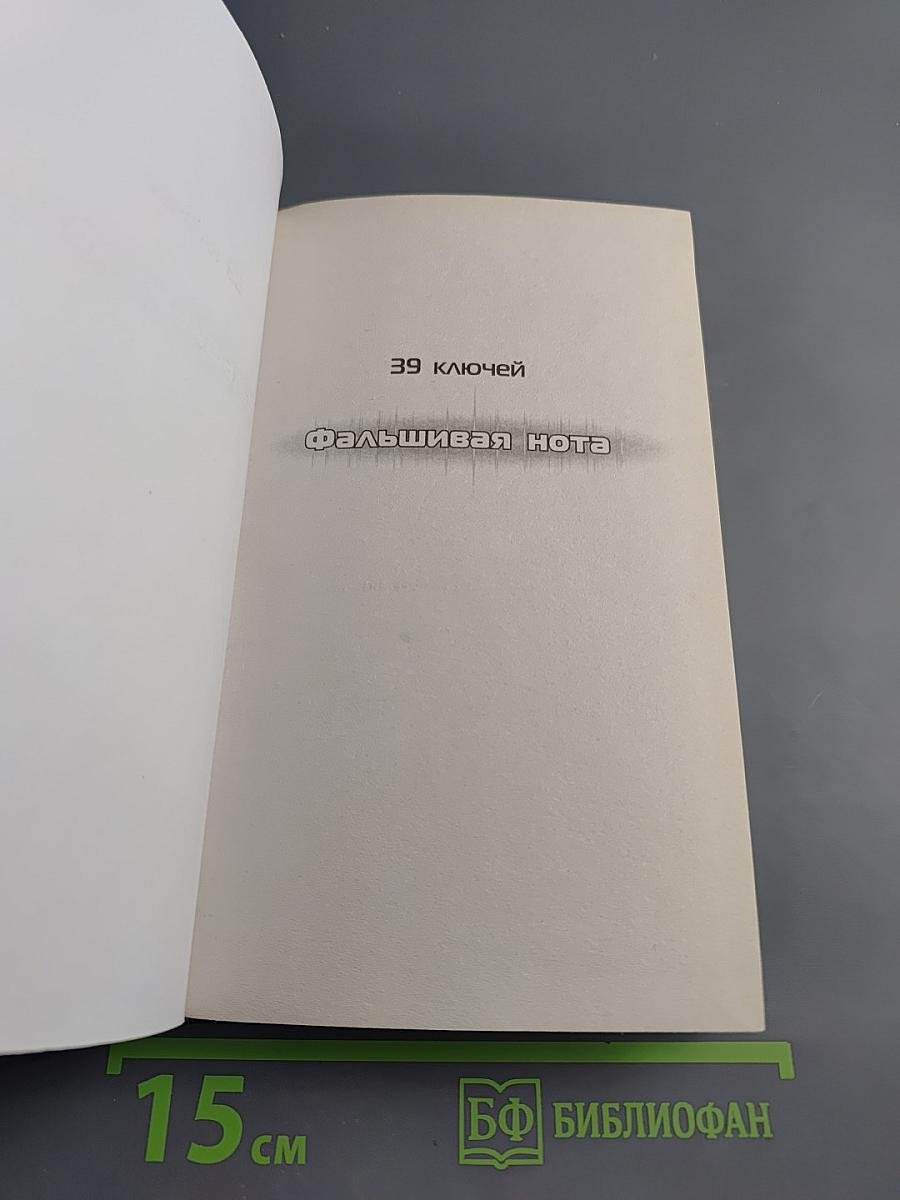 39 ключей
Фальшивая нота
15 см
БФ БИБЛИОФАН